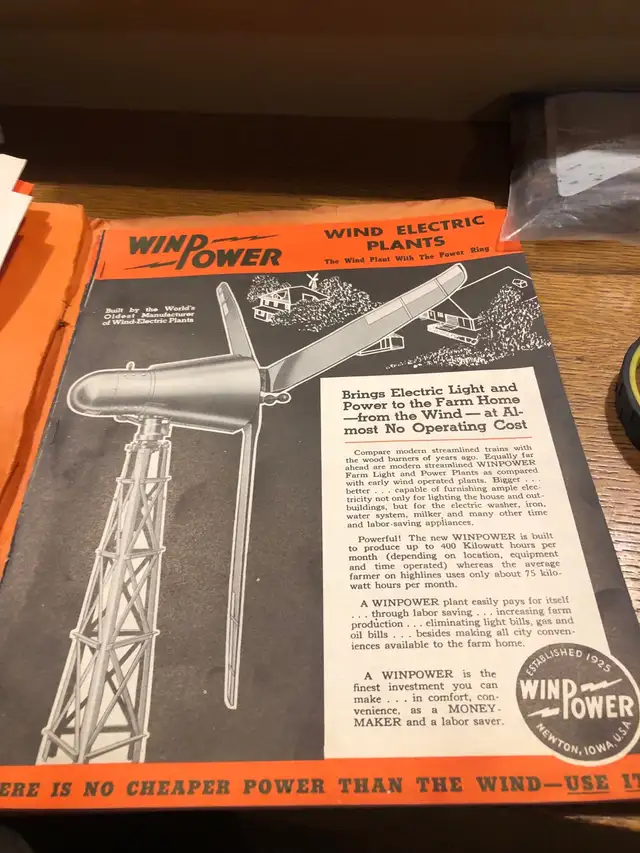 WINPOWER
WIND ELECTRIC
PLANTS
The Wind Plant With The Power Ring
Built by the World's
Oldest Manufacturer
of Wind-Electric Plants
Brings Electric Light and
Power to the Farm Home
—from the Wind — at Al-
most No Operating Cost
Compare modern streamlined trains with
the wood burners of years ago. Equally far
ahead are modern streamlined WINPOWER
Farm Light and Power Plants as compared
with early wind operated plants. Bigger . . .
better . . . capable of furnishing ample elec-
tricity not only for lighting the house and out-
buildings, but for the electric washer, iron,
water system, milker and many other time
and labor-saving appliances.
Powerful! The new WINPOWER is built
to produce up to 400 Kilowatt hours per
month (depending on location, equipment
and time operated) whereas the average
farmer on highlines uses only about 75 kilo-
watt hours per month.
A WINPOWER plant easily pays for itself
. . . through labor saving . . . increasing farm
production . . . eliminating light bills, gas and
oil bills . . . besides making all city conven-
iences available to the farm home.
A WINPOWER is the
finest investment you can
make . . . in comfort, con-
venience, as a MONEY-
MAKER and a labor saver.
ESTABLISHED 1925
WINPOWER
NEWTON, IOWA, U.S.A.
ERE IS NO CHEAPER POWER THAN THE WIND—USE IT